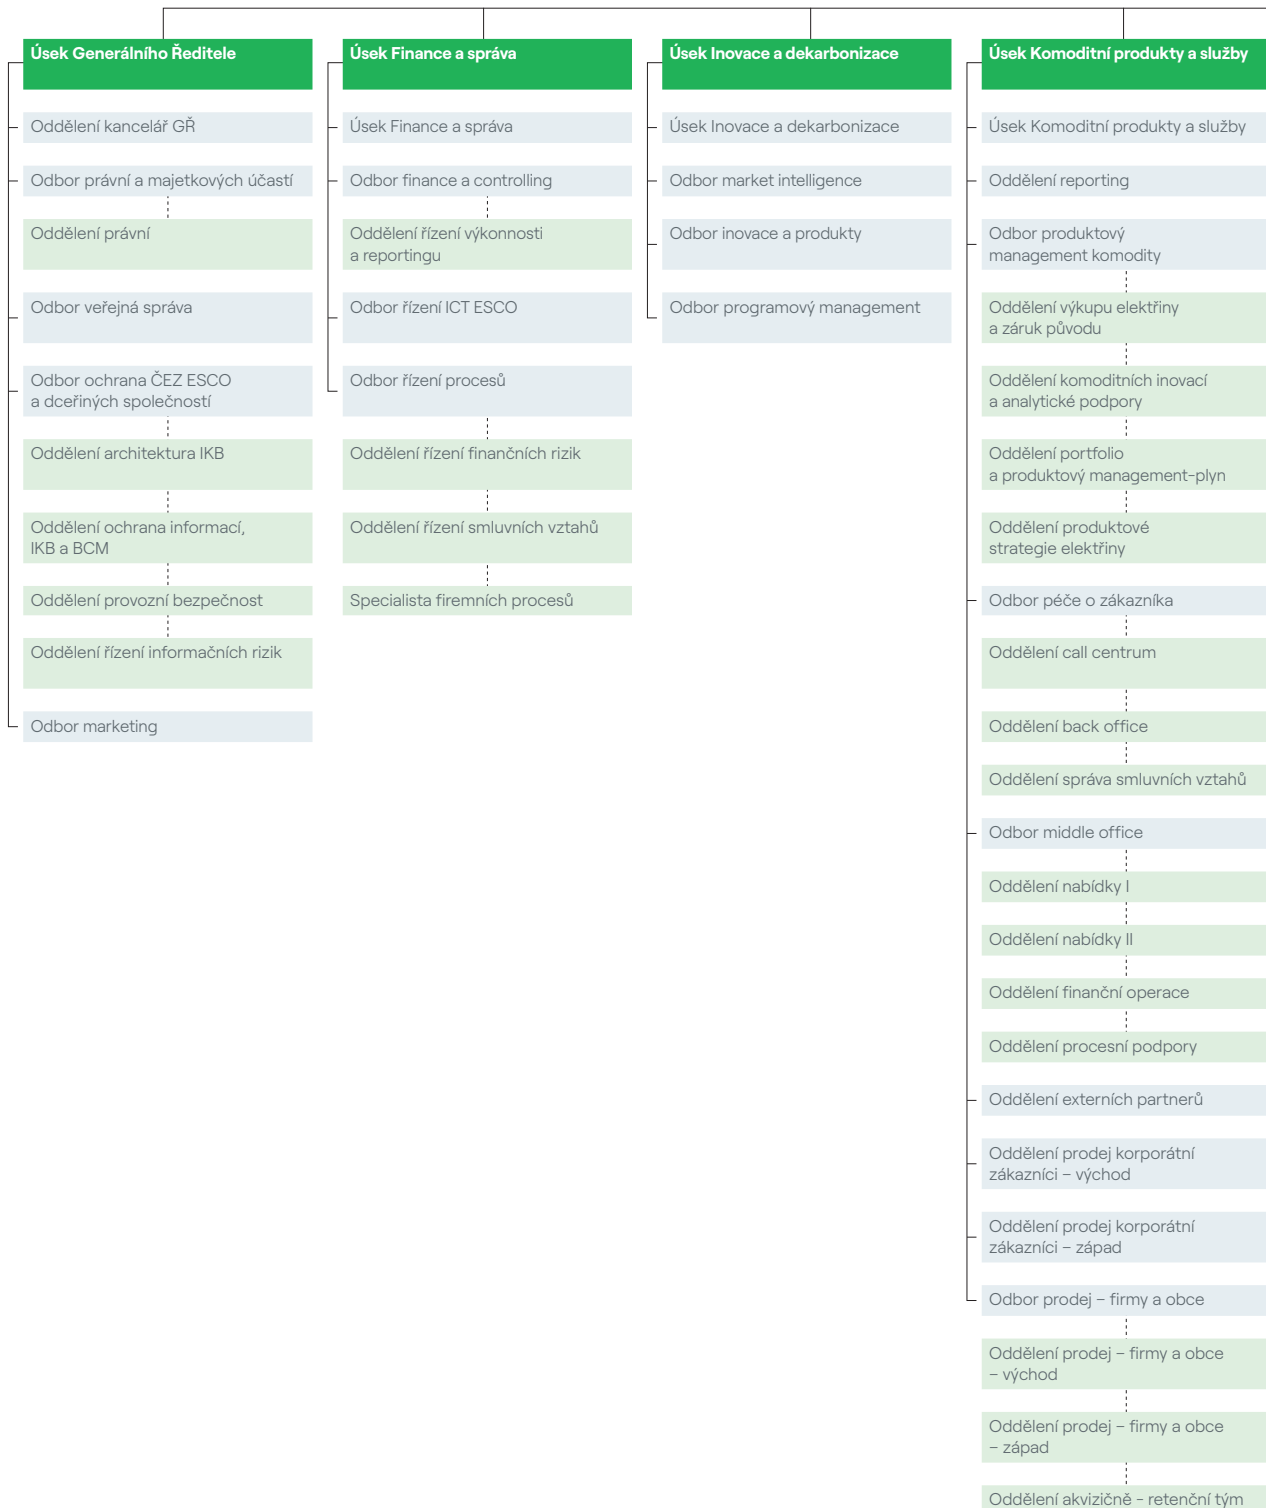 Úsek Generálního Ředitele
Oddělení kancelář GŘ
Odbor právní a majetkových účastí
Oddělení právní
Odbor veřejná správa
Odbor ochrana ČEZ ESCO
a dceřiných společností
Oddělení architektura IKB
Oddělení ochrana informací,
IKB a BCM
Oddělení provozní bezpečnost
Oddělení řízení informačních rizik
Odbor marketing
Úsek Finance a správa
Úsek Finance a správa
Odbor finance a controlling
Oddělení řízení výkonnosti
a reportingu
Odbor řízení ICT ESCO
Odbor řízení procesů
Oddělení řízení finančních rizik
Oddělení řízení smluvních vztahů
Specialista firemních procesů
Úsek Inovace a dekarbonizace
Úsek Inovace a dekarbonizace
Odbor market intelligence
Odbor inovace a produkty
Odbor programový management
Úsek Komoditní produkty a služby
Úsek Komoditní produkty a služby
Oddělení reporting
Odbor produktový
management komodity
Oddělení výkupu elektřiny
a záruk původu
Oddělení komoditních inovací
a analytické podpory
Oddělení portfolio
a produktový management-plyn
Oddělení produktové
strategie elektřiny
Odbor péče o zákazníka
Oddělení call centrum
Oddělení back office
Oddělení správa smluvních vztahů
Odbor middle office
Oddělení nabídky I
Oddělení nabídky II
Oddělení finanční operace
Oddělení procesní podpory
Oddělení externích partnerů
Oddělení prodej korporátní
zákazníci – východ
Oddělení prodej korporátní
zákazníci – západ
Odbor prodej – firmy a obce
Oddělení prodej – firmy a obce
– východ
Oddělení prodej – firmy a obce
– západ
Oddělení akvizičně - retenční tým